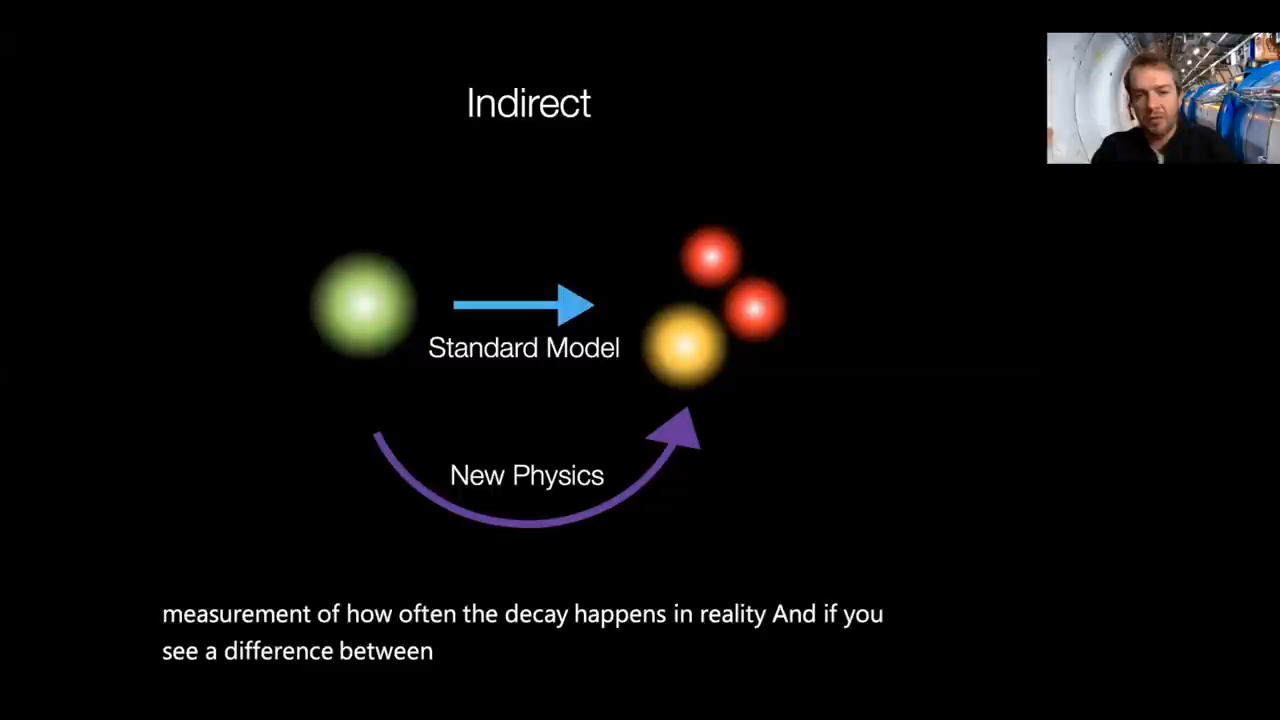 Indirect
Standard Model
New Physics
measurement of how often the decay happens in reality And if you
see a difference between